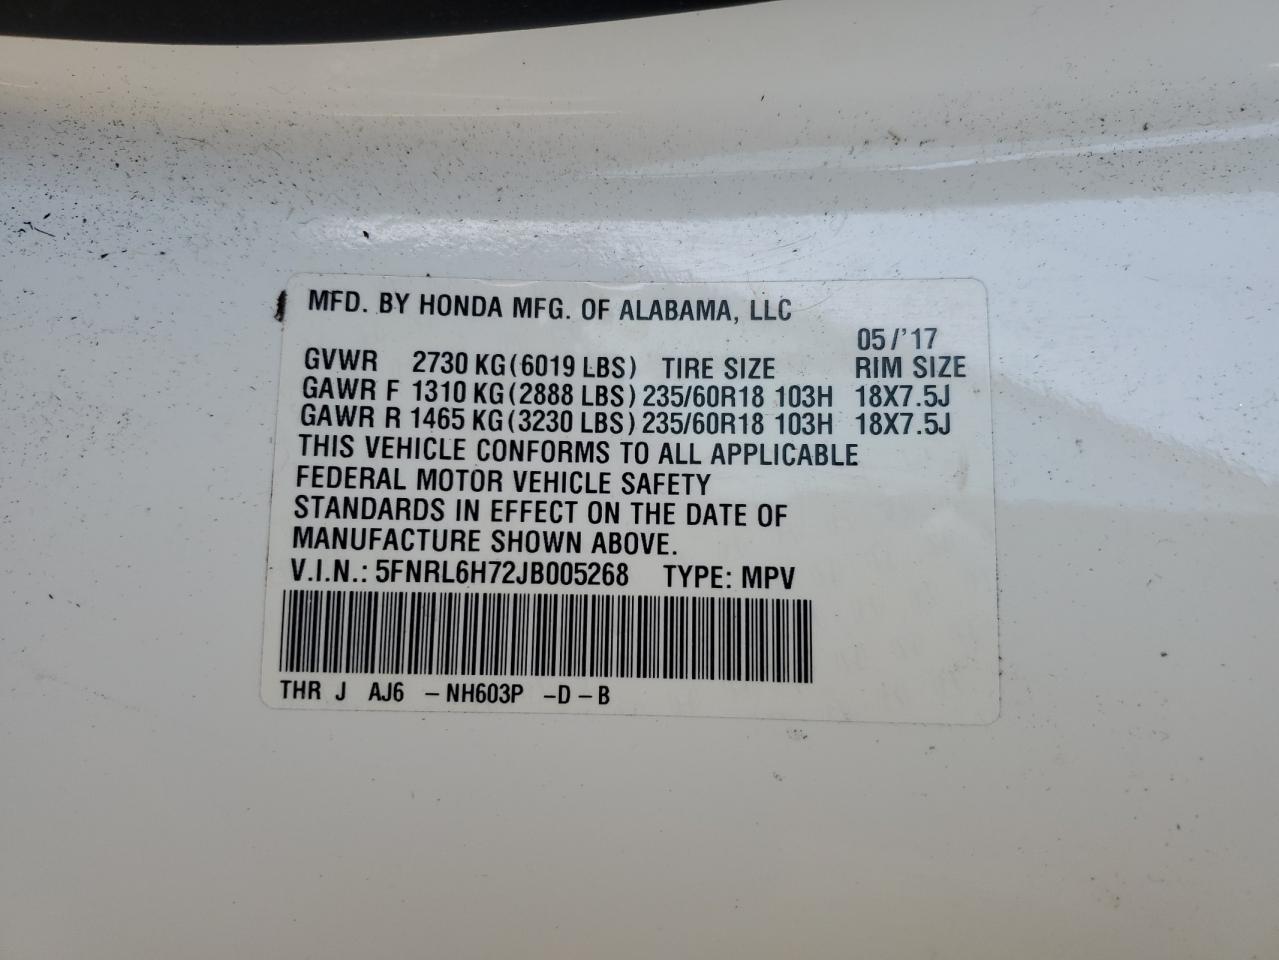 MFD. BY HONDA MFG. OF ALABAMA, LLC
05/'17
GVWR 2730 KG(6019 LBS) TIRE SIZE RIM SIZE
GAWR F 1310 KG(2888 LBS) 235/60R18 103H 18X7.5J
GAWR R 1465 KG(3230 LBS) 235/60R18 103H 18X7.5J
THIS VEHICLE CONFORMS TO ALL APPLICABLE
FEDERAL MOTOR VEHICLE SAFETY
STANDARDS IN EFFECT ON THE DATE OF
MANUFACTURE SHOWN ABOVE.
V.I.N.: 5FNRL6H72JB005268 TYPE: MPV
THR J AJ6 -NH603P -D-B